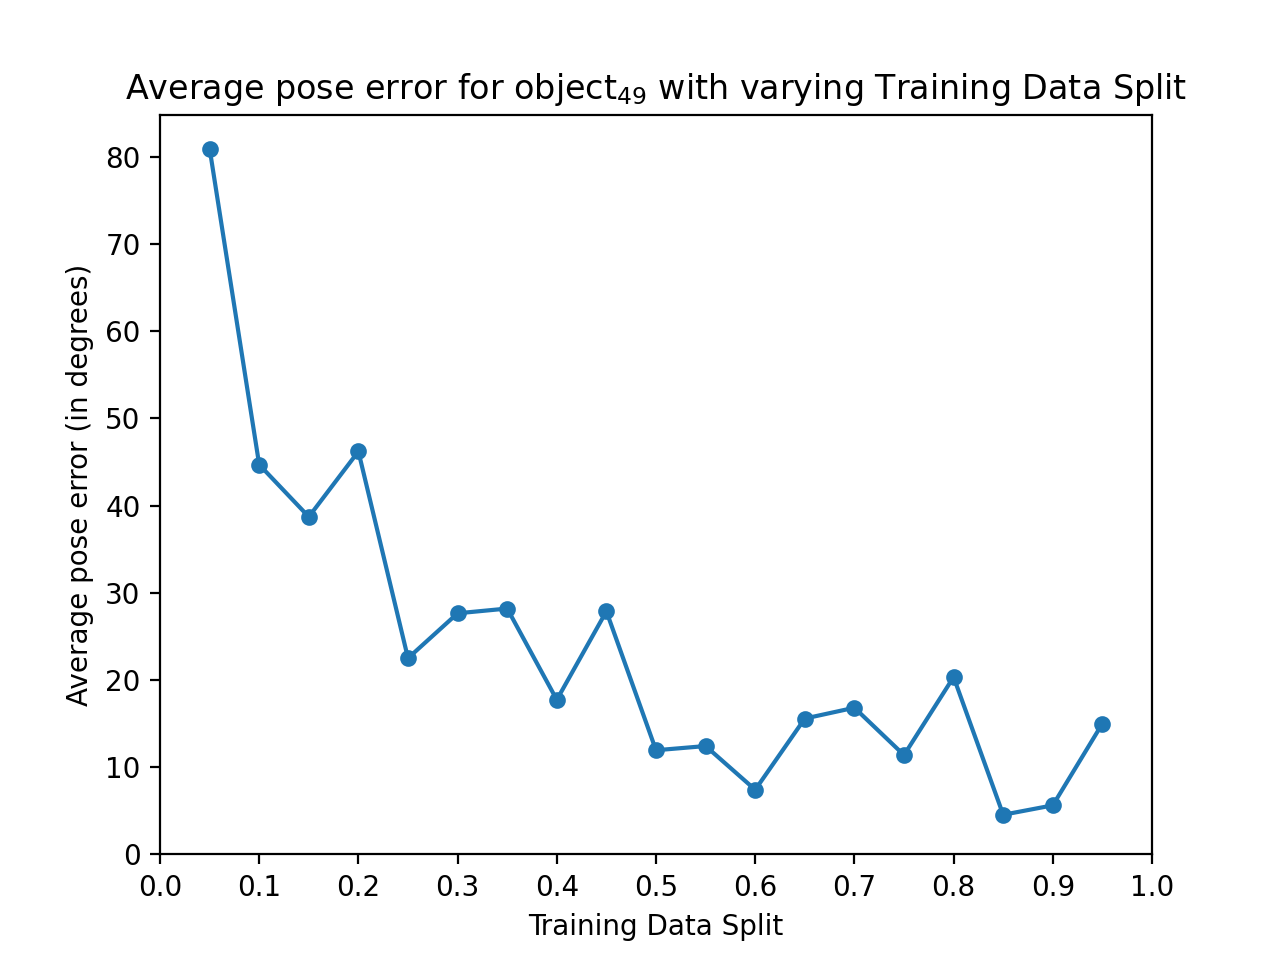 Average pose error for object₄₉ with varying Training Data Split
Average pose error (in degrees)
80
70
60
50
40
30
20
10
0
0.0 0.1 0.2 0.3 0.4 0.5 0.6 0.7 0.8 0.9 1.0
Training Data Split